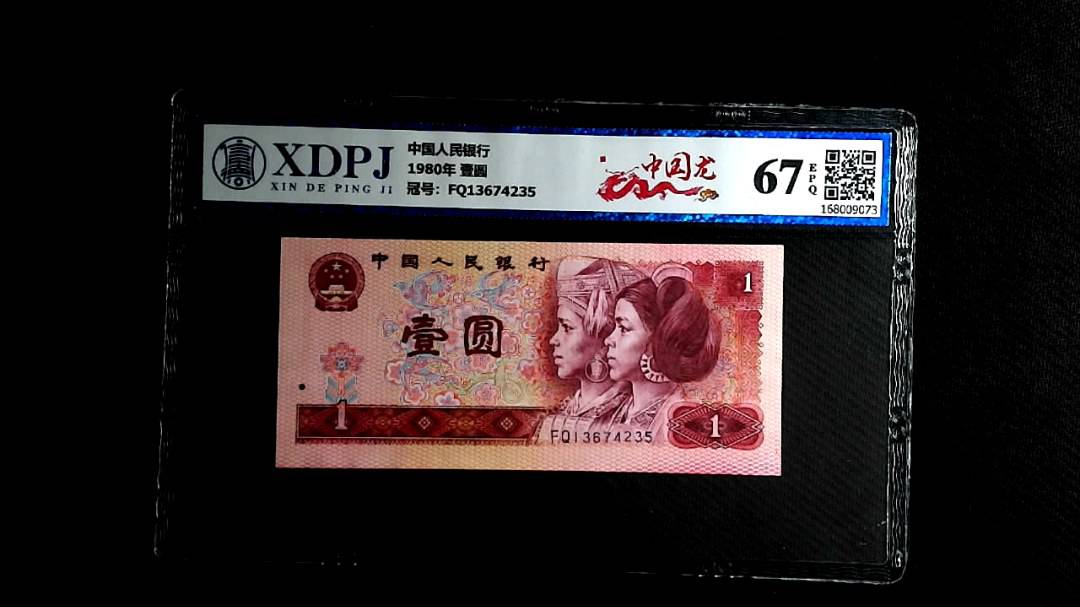 XDPJ
XIN DE PING JI
中国人民银行
1980年 壹圆
冠号：FQ13674235
中国龙
67
EPQ
168009073
中国人民银行
1
壹圆
1
FQ13674235
1